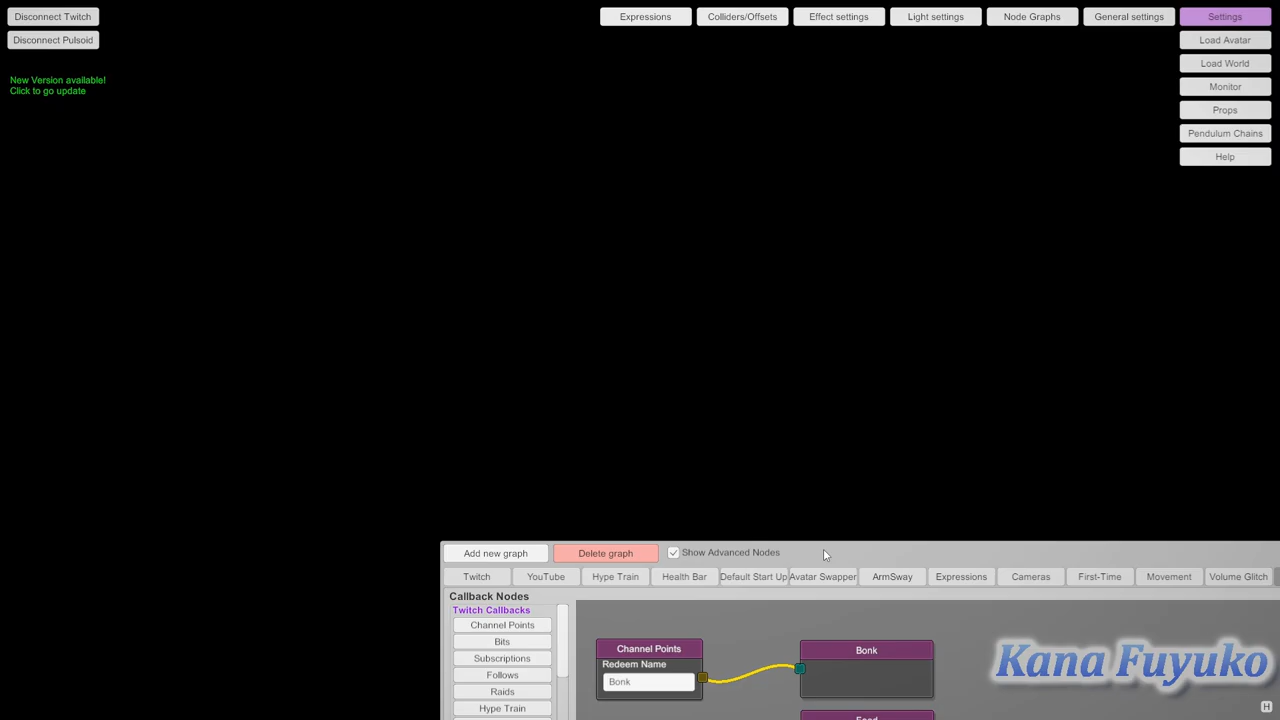 Disconnect Twitch
Expressions
Colliders/Offsets
Effect settings
Light settings
Node Graphs
General settings
Settings
Disconnect Pulsoid
Load Avatar
Load World
New Version available!
Click to go update
Monitor
Props
Pendulum Chains
Help
Add new graph
Delete graph
Show Advanced Nodes
Twitch
YouTube
Hype Train
Health Bar
Default Start Up
Avatar Swapper
ArmSway
Expressions
Cameras
First-Time
Movement
Volume Glitch
Callback Nodes
Twitch Callbacks
Channel Points
Bits
Subscriptions
Follows
Raids
Hype Train
Channel Points
Redeem Name
Bonk
Bonk
Kana Fuyuko
H